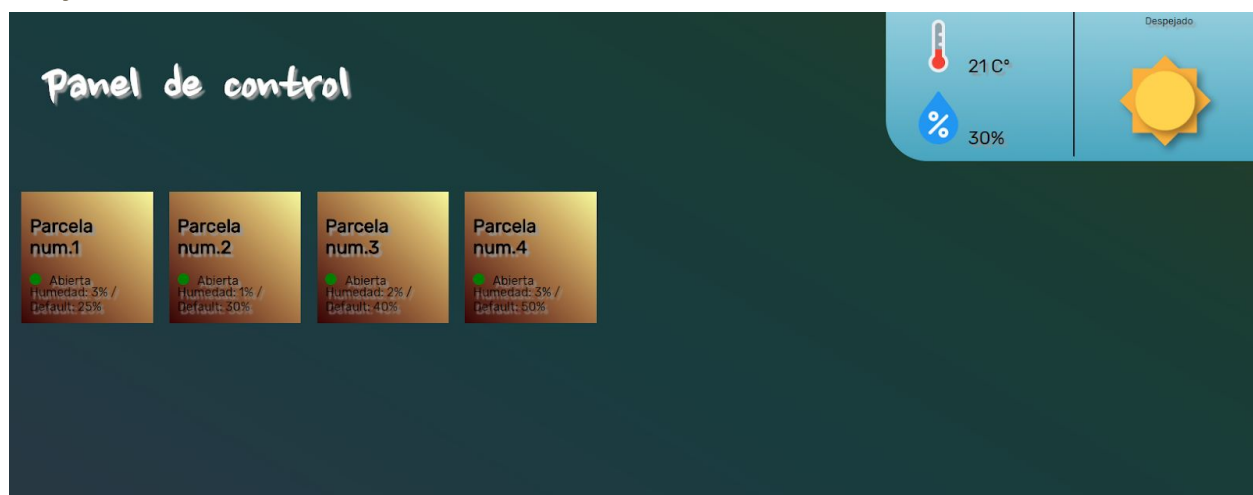 Panel de control
21 C°
30%
Despejado
Parcela
num.1
Abierta
Humedad: 3% /
Default: 25%
Parcela
num.2
Abierta
Humedad: 1% /
Default: 30%
Parcela
num.3
Abierta
Humedad: 2% /
Default: 40%
Parcela
num.4
Abierta
Humedad: 3% /
Default: 50%